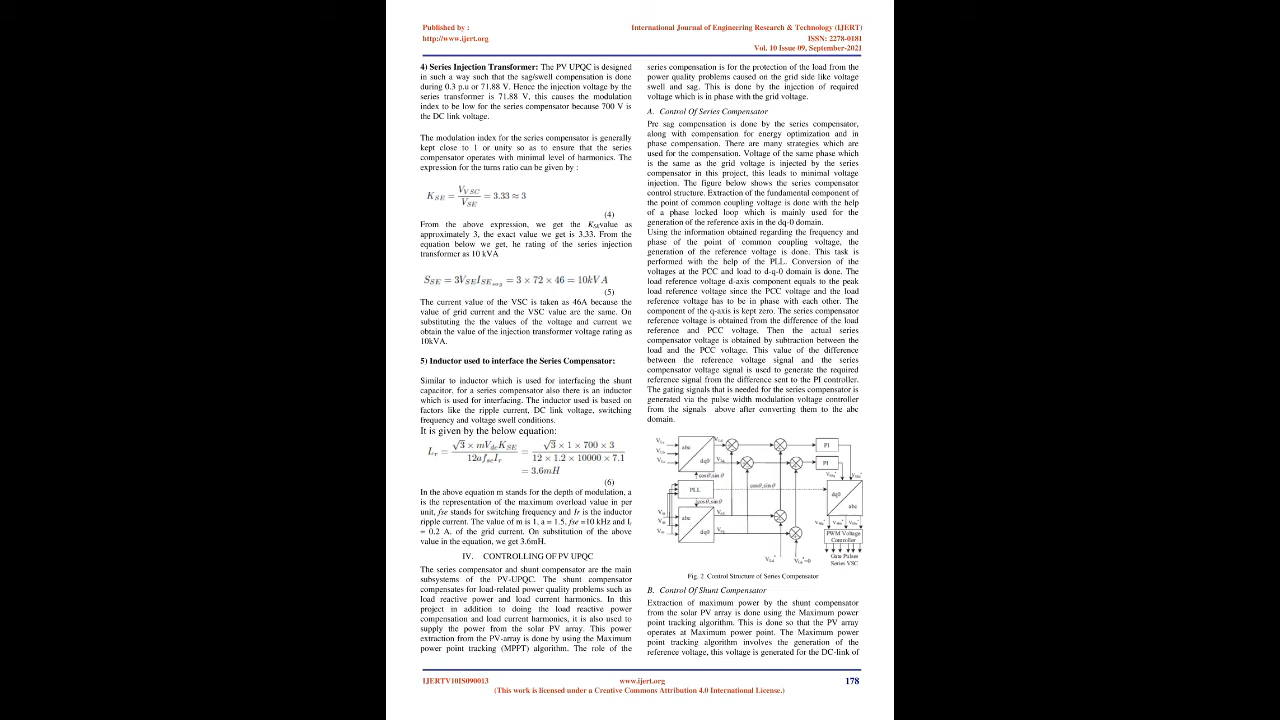 Published by :
http://www.ijert.org
International Journal of Engineering Research & Technology (IJERT)
ISSN: 2278-0181
Vol. 10 Issue 09, September-2021
4) Series Injection Transformer: The PV UPQC is designed
in such a way such that the sag/swell compensation is done
during 0.3 p.u or 71.88 V. Hence the injection voltage by the
series transformer is 71.88 V, this causes the modulation
index to be low for the series compensator because 700 V is
the DC link voltage.
The modulation index for the series compensator is generally
kept close to 1 or unity so as to ensure that the series
compensator operates with minimal level of harmonics. The
expression for the turns ratio can be given by :
K_SE = V_VSC / V_SE = 3.33 ≈ 3
(4)
From the above expression, we get the K_SE value as
approximately 3, the exact value we get is 3.33. From the
equation below we get, he rating of the series injection
transformer as 10 kVA
S_SE = 3V_SE I_SE_sag = 3 × 72 × 46 = 10kVA
(5)
The current value of the VSC is taken as 46A because the
value of grid current and the VSC value are the same. On
substituting the the values of the voltage and current we
obtain the value of the injection transformer voltage rating as
10kVA.
5) Inductor used to interface the Series Compensator:
Similar to inductor which is used for interfacing the shunt
capacitor, for a series compensator also there is an inductor
which is used for interfacing. The inductor used is based on
factors like the ripple current, DC link voltage, switching
frequency and voltage swell conditions.
It is given by the below equation:
L_r = √3 × mV_dc K_SE / 12af_se I_r = √3 × 1 × 700 × 3 / 12 × 1.2 × 10000 × 7.1
= 3.6mH
(6)
In the above equation m stands for the depth of modulation, a
is the representation of the maximum overload value in per
unit, fse stands for switching frequency and Ir is the inductor
ripple current. The value of m is 1, a = 1.5, fse =10 kHz and I_r
= 0.2 A, of the grid current. On substitution of the above
value in the equation, we get 3.6mH.
IV. CONTROLLING OF PV UPQC
The series compensator and shunt compensator are the main
subsystems of the PV-UPQC. The shunt compensator
compensates for load-related power quality problems such as
load reactive power and load current harmonics. In this
project in addition to doing the load reactive power
compensation and load current harmonics, it is also used to
supply the power from the solar PV array. This power
extraction from the PV-array is done by using the Maximum
power point tracking (MPPT) algorithm. The role of the
series compensation is for the protection of the load from the
power quality problems caused on the grid side like voltage
swell and sag. This is done by the injection of required
voltage which is in phase with the grid voltage.
A. Control Of Series Compensator
Pre sag compensation is done by the series compensator,
along with compensation for energy optimization and in
phase compensation. There are many strategies which are
used for the compensation. Voltage of the same phase which
is the same as the grid voltage is injected by the series
compensator in this project, this leads to minimal voltage
injection. The figure below shows the series compensator
control structure. Extraction of the fundamental component of
the point of common coupling voltage is done with the help
of a phase locked loop which is mainly used for the
generation of the reference axis in the dq-0 domain.
Using the information obtained regarding the frequency and
phase of the point of common coupling voltage, the
generation of the reference voltage is done. This task is
performed with the help of the PLL. Conversion of the
voltages at the PCC and load to d-q-0 domain is done. The
load reference voltage d-axis component equals to the peak
load reference voltage since the PCC voltage and the load
reference voltage has to be in phase with each other. The
component of the q-axis is kept zero. The series compensator
reference voltage is obtained from the difference of the load
reference and PCC voltage. Then the actual series
compensator voltage is obtained by subtraction between the
load and the PCC voltage. This value of the difference
between the reference voltage signal and the series
compensator voltage signal is used to generate the required
reference signal from the difference sent to the PI controller.
The gating signals that is needed for the series compensator is
generated via the pulse width modulation voltage controller
from the signals above after converting them to the abc
domain.
abc
dq0
PI
PI
cosθ,sinθ
PLL
cosθ,sinθ
cosθ,sinθ
dq0
abc
abc
dq0
PWM Voltage
Controller
Gate Pulses
Series VSC
V_Ld*
V_Lq*=0
Fig. 2 Control Structure of Series Compensator
B. Control Of Shunt Compensator
Extraction of maximum power by the shunt compensator
from the solar PV array is done using the Maximum power
point tracking algorithm. This is done so that the PV array
operates at Maximum power point. The Maximum power
point tracking algorithm involves the generation of the
reference voltage, this voltage is generated for the DC-link of
IJERTV10IS090013
www.ijert.org
178
(This work is licensed under a Creative Commons Attribution 4.0 International License.)